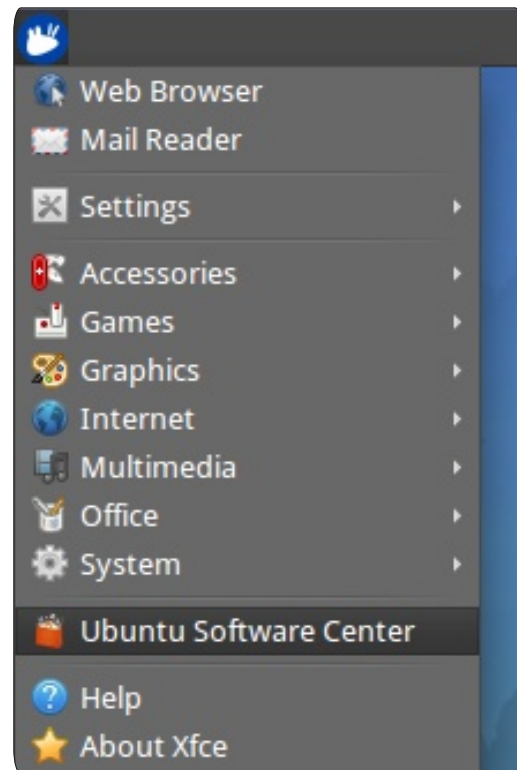 Web Browser
Mail Reader
Settings
Accessories
Games
Graphics
Internet
Multimedia
Office
System
Ubuntu Software Center
Help
About Xfce